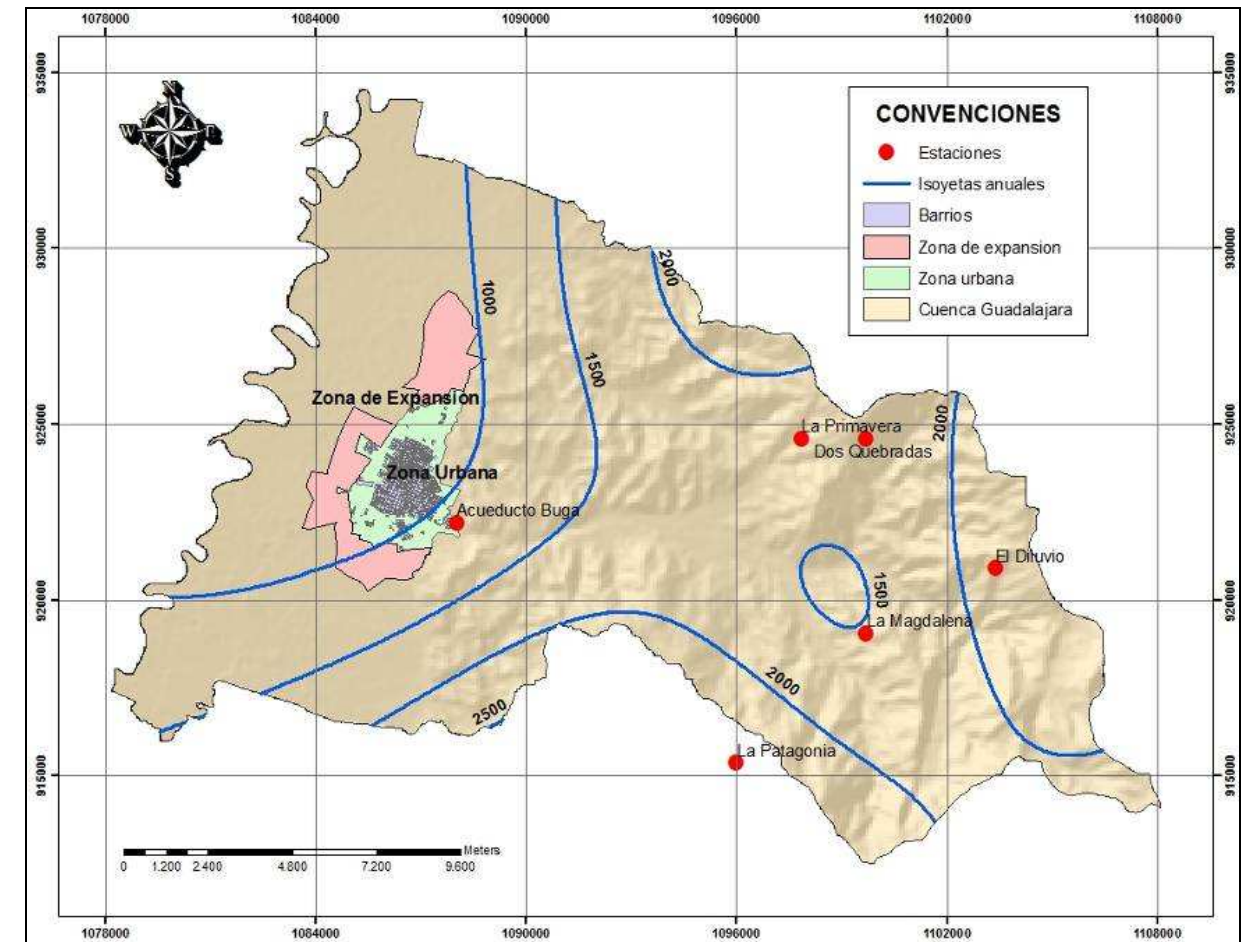 1078000 1084000 1090000 1096000 1102000 1108000
935000 935000
N
W T
S
CONVENCIONES
Estaciones
Isoyetas anuales
Barrios
Zona de expansion
Zona urbana
Cuenca Guadalajara
930000 930000
2000
1000
1500
Zona de Expansion
2000
925000 925000
La Primavera
Dos Quebradas
Zona Urbana
Acueducto Buga
El Diluvio
1500
920000 920000
La Magdalena
2000
2500
La Patagonia
915000 915000
Meters
0 1.200 2.400 4.800 7.200 9.600
1078000 1084000 1090000 1096000 1102000 1108000